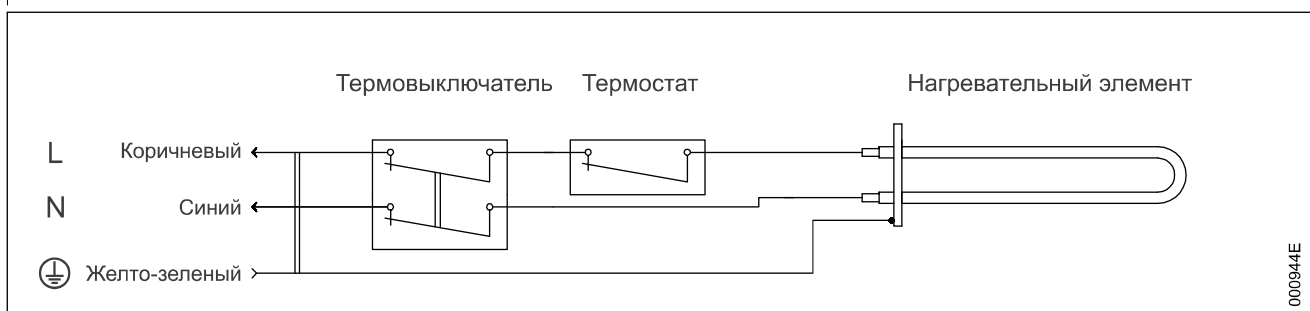 Термовыключатель Термостат Нагревательный элемент
L Коричневый
N Синий
Желто-зеленый
000944E